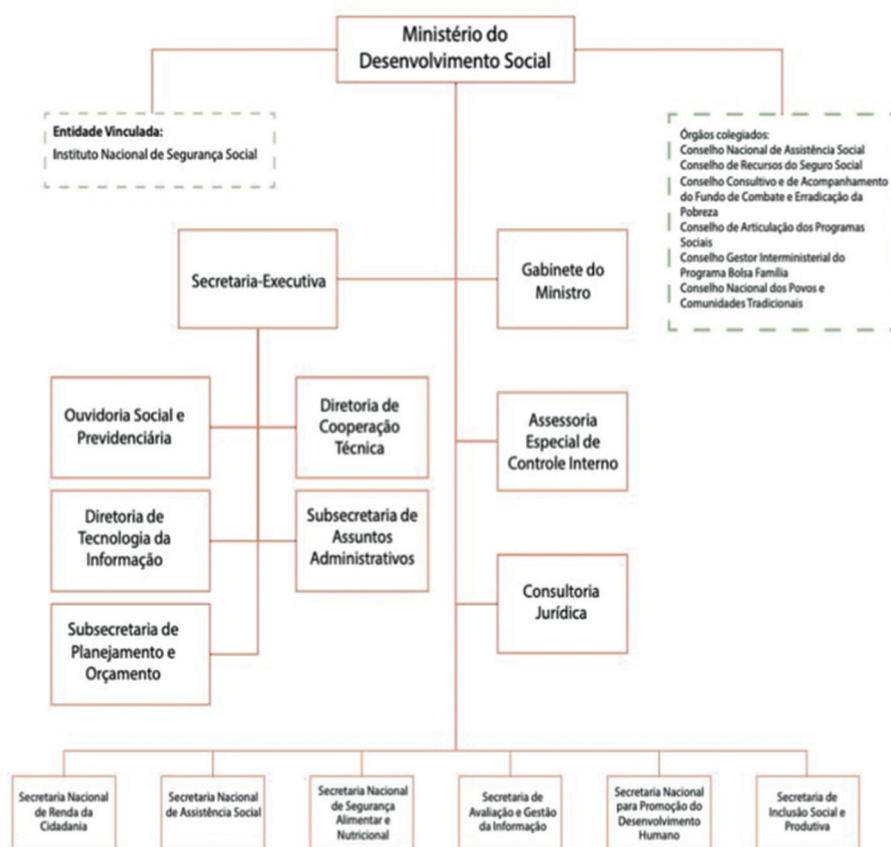 Ministério do
Desenvolvimento Social
Entidade Vinculada:
Instituto Nacional de Segurança Social
Órgãos colegiados:
Conselho Nacional de Assistência Social
Conselho de Recursos do Seguro Social
Conselho Consultivo e de Acompanhamento
do Fundo de Combate e Erradicação da
Pobreza
Conselho de Articulação dos Programas
Sociais
Conselho Gestor Interministerial do
Programa Bolsa Família
Conselho Nacional dos Povos e
Comunidades Tradicionais
Secretaria-Executiva
Gabinete do
Ministro
Ouvidoria Social e
Previdenciária
Diretoria de
Cooperação
Técnica
Assessoria
Especial de
Controle Interno
Diretoria de
Tecnologia da
Informação
Subsecretaria de
Assuntos
Administrativos
Consultoria
Jurídica
Subsecretaria de
Planejamento e
Orçamento
Secretaria Nacional
de Renda da
Cidadania
Secretaria Nacional
de Assistência Social
Secretaria Nacional
de Segurança
Alimentar e
Nutricional
Secretaria de
Avaliação e Gestão
da Informação
Secretaria Nacional
para Promoção do
Desenvolvimento
Humano
Secretaria de
Inclusão Social e
Produtiva